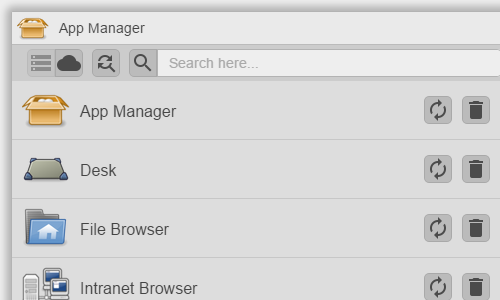 App Manager
Search here...
App Manager
Desk
File Browser
Intranet Browser